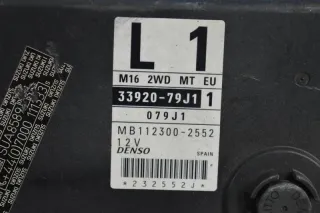 L 1
M16 2WD MT EU
33920-79J1 1
079J1
MB112300-2552
12V
DENSO
SPAIN
*232552J*